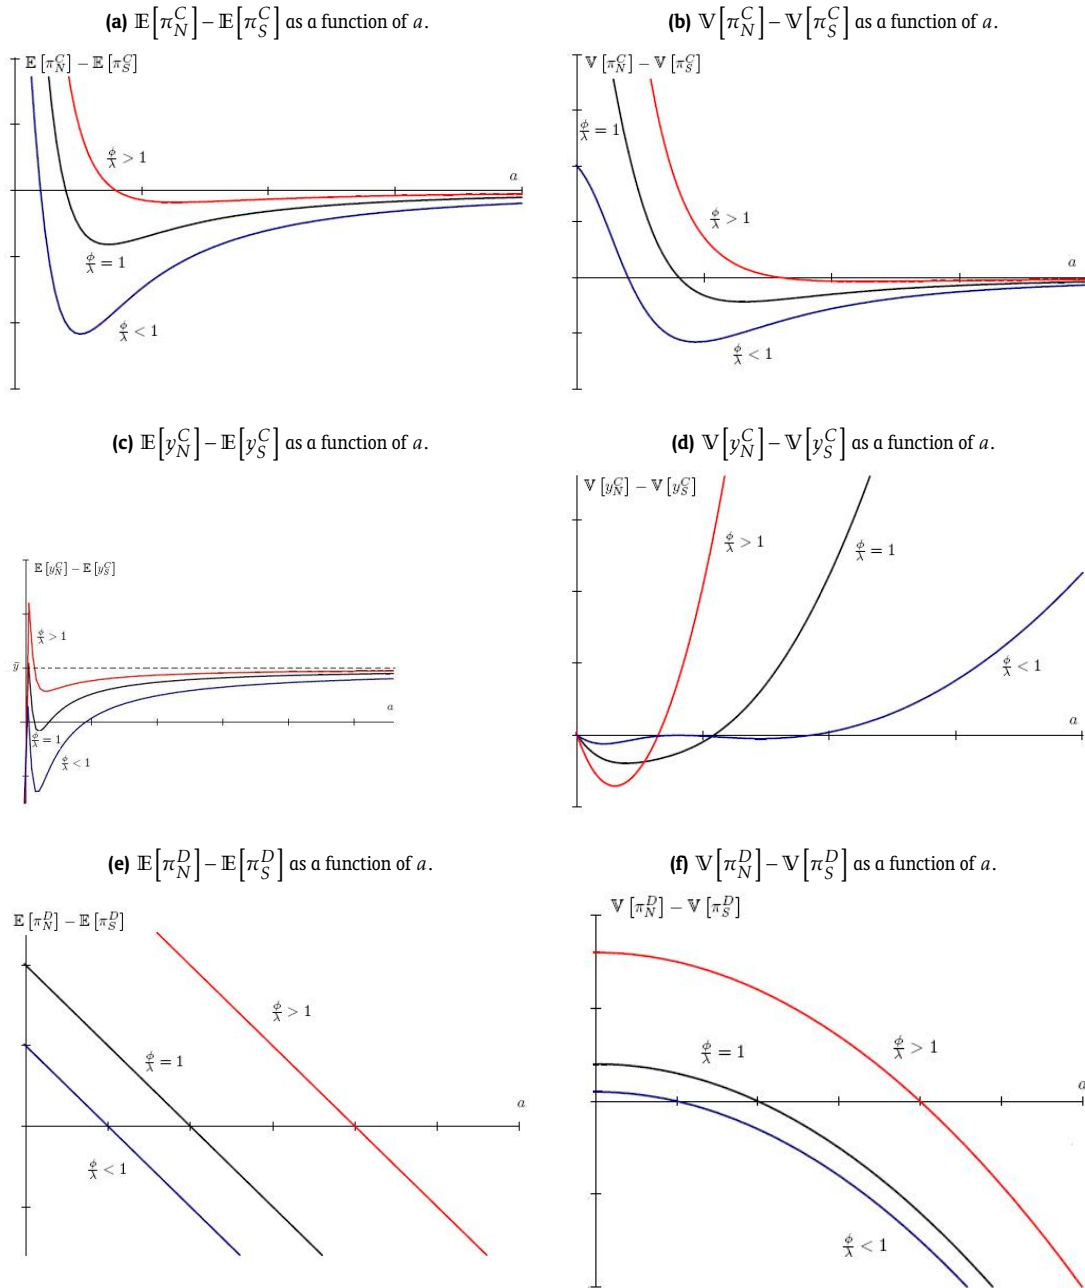 (a) 𝔼[π_N^C] – 𝔼[π_S^C] as a function of a.
𝔼[π_N^C] − 𝔼[π_S^C]
ϕ/λ > 1
a
ϕ/λ = 1
ϕ/λ < 1
(b) 𝕍[π_N^C] – 𝕍[π_S^C] as a function of a.
𝕍[π_N^C] − 𝕍[π_S^C]
ϕ/λ = 1
ϕ/λ > 1
a
ϕ/λ < 1
(c) 𝔼[y_N^C] – 𝔼[y_S^C] as a function of a.
𝔼[y_N^C] − 𝔼[y_S^C]
ϕ/λ > 1
ȳ
a
ϕ/λ = 1
ϕ/λ < 1
(d) 𝕍[y_N^C] – 𝕍[y_S^C] as a function of a.
𝕍[y_N^C] − 𝕍[y_S^C]
ϕ/λ > 1
ϕ/λ = 1
ϕ/λ < 1
a
(e) 𝔼[π_N^D] – 𝔼[π_S^D] as a function of a.
𝔼[π_N^D] − 𝔼[π_S^D]
ϕ/λ > 1
ϕ/λ = 1
a
ϕ/λ < 1
(f) 𝕍[π_N^D] – 𝕍[π_S^D] as a function of a.
𝕍[π_N^D] − 𝕍[π_S^D]
ϕ/λ = 1
ϕ/λ > 1
a
ϕ/λ < 1